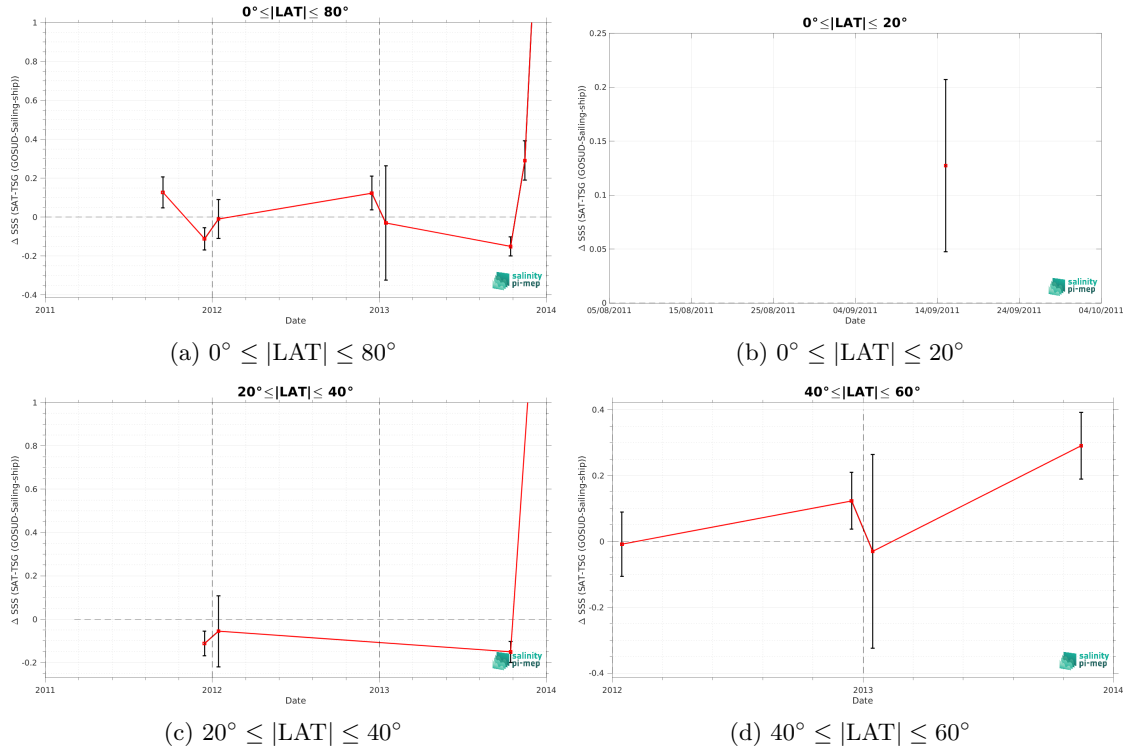 0°≤|LAT|≤ 80°
Δ SSS (SAT-TSG (GOSUD-Sailing-ship))
1
0.8
0.6
0.4
0.2
0
-0.2
-0.4
2011
2012
2013
2014
Date
salinity
pi-mep
(a) 0° ≤ |LAT| ≤ 80°
0°≤|LAT|≤ 20°
Δ SSS (SAT-TSG (GOSUD-Sailing-ship))
0.25
0.2
0.15
0.1
0.05
0
05/08/2011
15/08/2011
25/08/2011
04/09/2011
14/09/2011
24/09/2011
04/10/2011
Date
salinity
pi-mep
(b) 0° ≤ |LAT| ≤ 20°
20°≤|LAT|≤ 40°
Δ SSS (SAT-TSG (GOSUD-Sailing-ship))
1
0.8
0.6
0.4
0.2
0
-0.2
2011
2012
2013
2014
Date
salinity
pi-mep
(c) 20° ≤ |LAT| ≤ 40°
40°≤|LAT|≤ 60°
Δ SSS (SAT-TSG (GOSUD-Sailing-ship))
0.4
0.2
0
-0.2
-0.4
2012
2013
2014
Date
salinity
pi-mep
(d) 40° ≤ |LAT| ≤ 60°